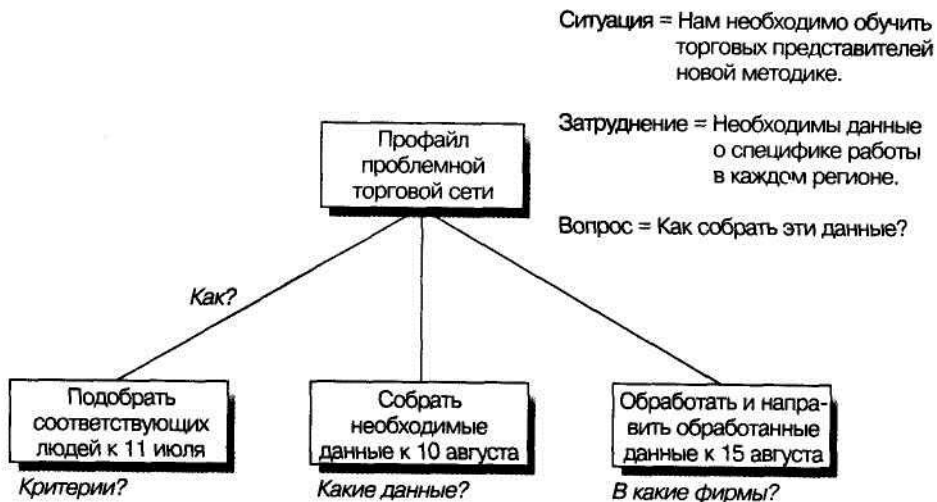 Ситуация = Нам необходимо обучить
торговых представителей
новой методике.
Затруднение = Необходимы данные
о специфике работы
в каждом регионе.
Вопрос = Как собрать эти данные?
Профайл
проблемной
торговой сети
Как?
Подобрать
соответствующих
людей к 11 июля
Критерии?
Собрать
необходимые
данные к 10 августа
Какие данные?
Обработать и напра-
вить обработанные
данные к 15 августа
В какие фирмы?